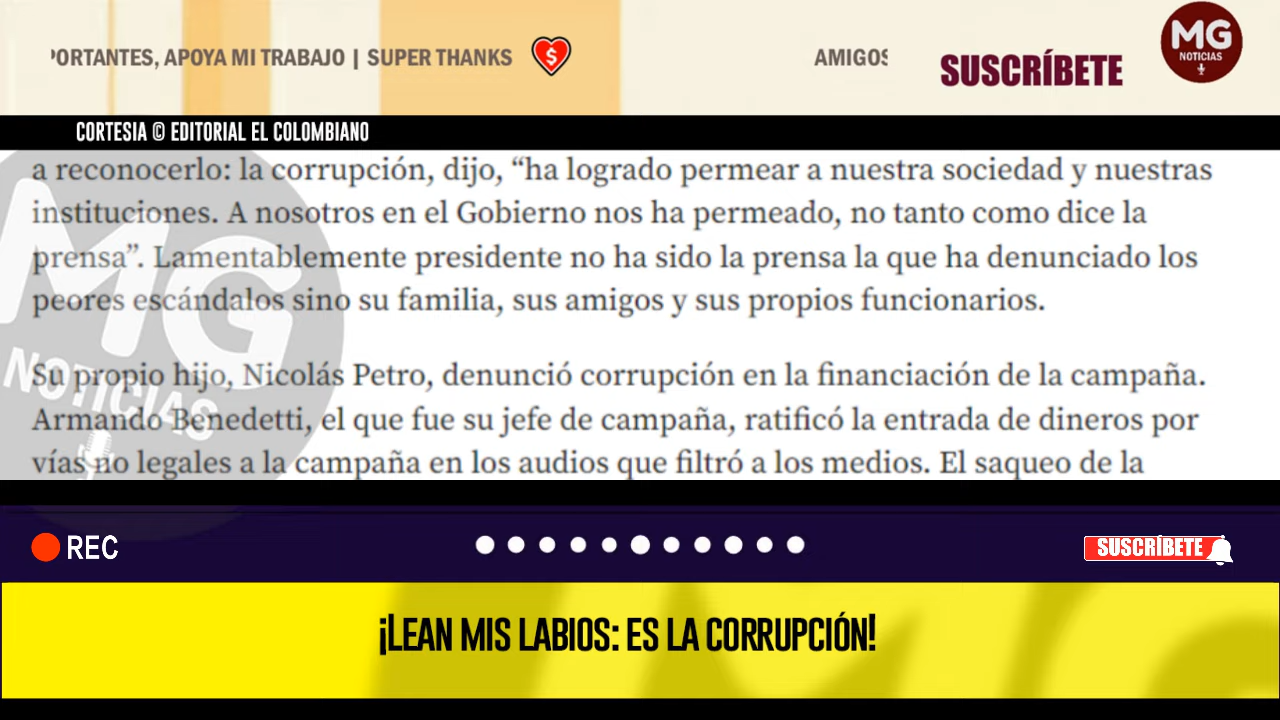 PORTANTES, APOYA MI TRABAJO | SUPER THANKS
AMIGOS
SUSCRÍBETE
MG
NOTICIAS
CORTESIA © EDITORIAL EL COLOMBIANO
a reconocerlo: la corrupción, dijo, “ha logrado permear a nuestra sociedad y nuestras
instituciones. A nosotros en el Gobierno nos ha permeado, no tanto como dice la
prensa”. Lamentablemente presidente no ha sido la prensa la que ha denunciado los
peores escándalos sino su familia, sus amigos y sus propios funcionarios.
Su propio hijo, Nicolás Petro, denunció corrupción en la financiación de la campaña.
Armando Benedetti, el que fue su jefe de campaña, ratificó la entrada de dineros por
vías no legales a la campaña en los audios que filtró a los medios. El saqueo de la
MG
NOTICIAS
REC
SUSCRÍBETE
¡LEAN MIS LABIOS: ES LA CORRUPCIÓN!